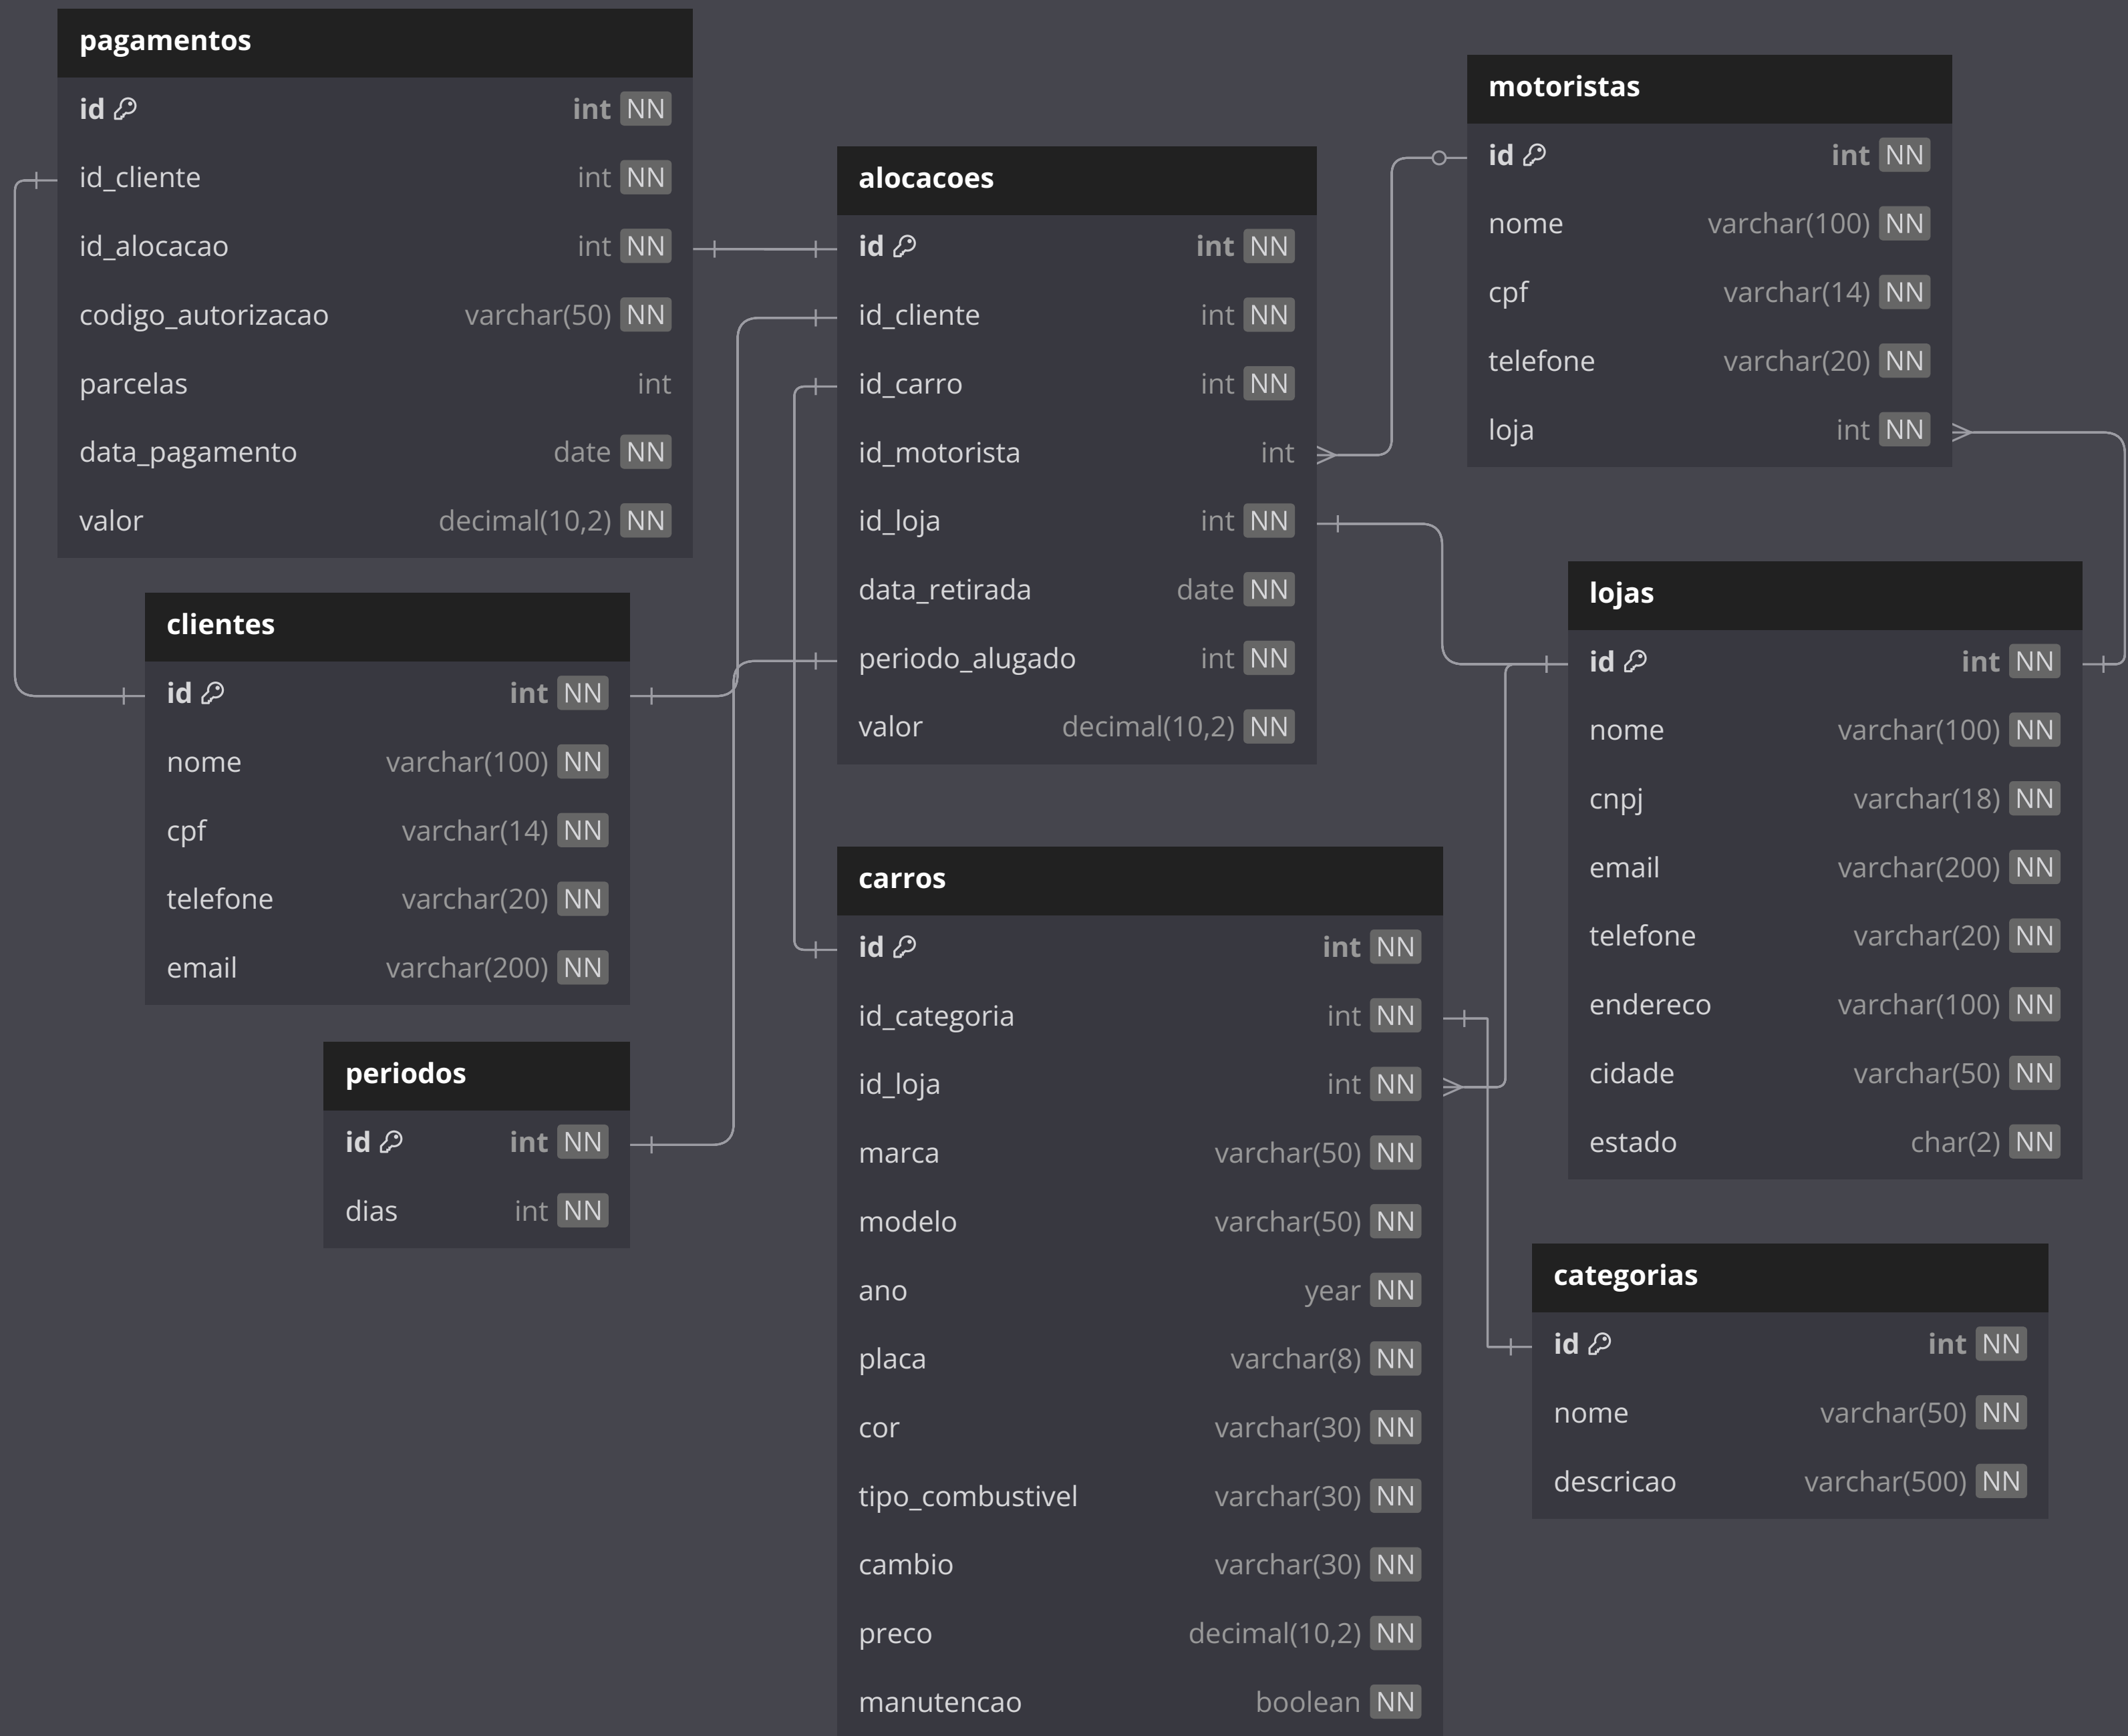 pagamentos
id int NN
id_cliente int NN
id_alocacao int NN
codigo_autorizacao varchar(50) NN
parcelas int
data_pagamento date NN
valor decimal(10,2) NN
alocacoes
id int NN
id_cliente int NN
id_carro int NN
id_motorista int
id_loja int NN
data_retirada date NN
periodo_alugado int NN
valor decimal(10,2) NN
motoristas
id int NN
nome varchar(100) NN
cpf varchar(14) NN
telefone varchar(20) NN
loja int NN
clientes
id int NN
nome varchar(100) NN
cpf varchar(14) NN
telefone varchar(20) NN
email varchar(200) NN
lojas
id int NN
nome varchar(100) NN
cnpj varchar(18) NN
email varchar(200) NN
telefone varchar(20) NN
endereco varchar(100) NN
cidade varchar(50) NN
estado char(2) NN
periodos
id int NN
dias int NN
carros
id int NN
id_categoria int NN
id_loja int NN
marca varchar(50) NN
modelo varchar(50) NN
ano year NN
placa varchar(8) NN
cor varchar(30) NN
tipo_combustivel varchar(30) NN
cambio varchar(30) NN
preco decimal(10,2) NN
manutencao boolean NN
categorias
id int NN
nome varchar(50) NN
descricao varchar(500) NN